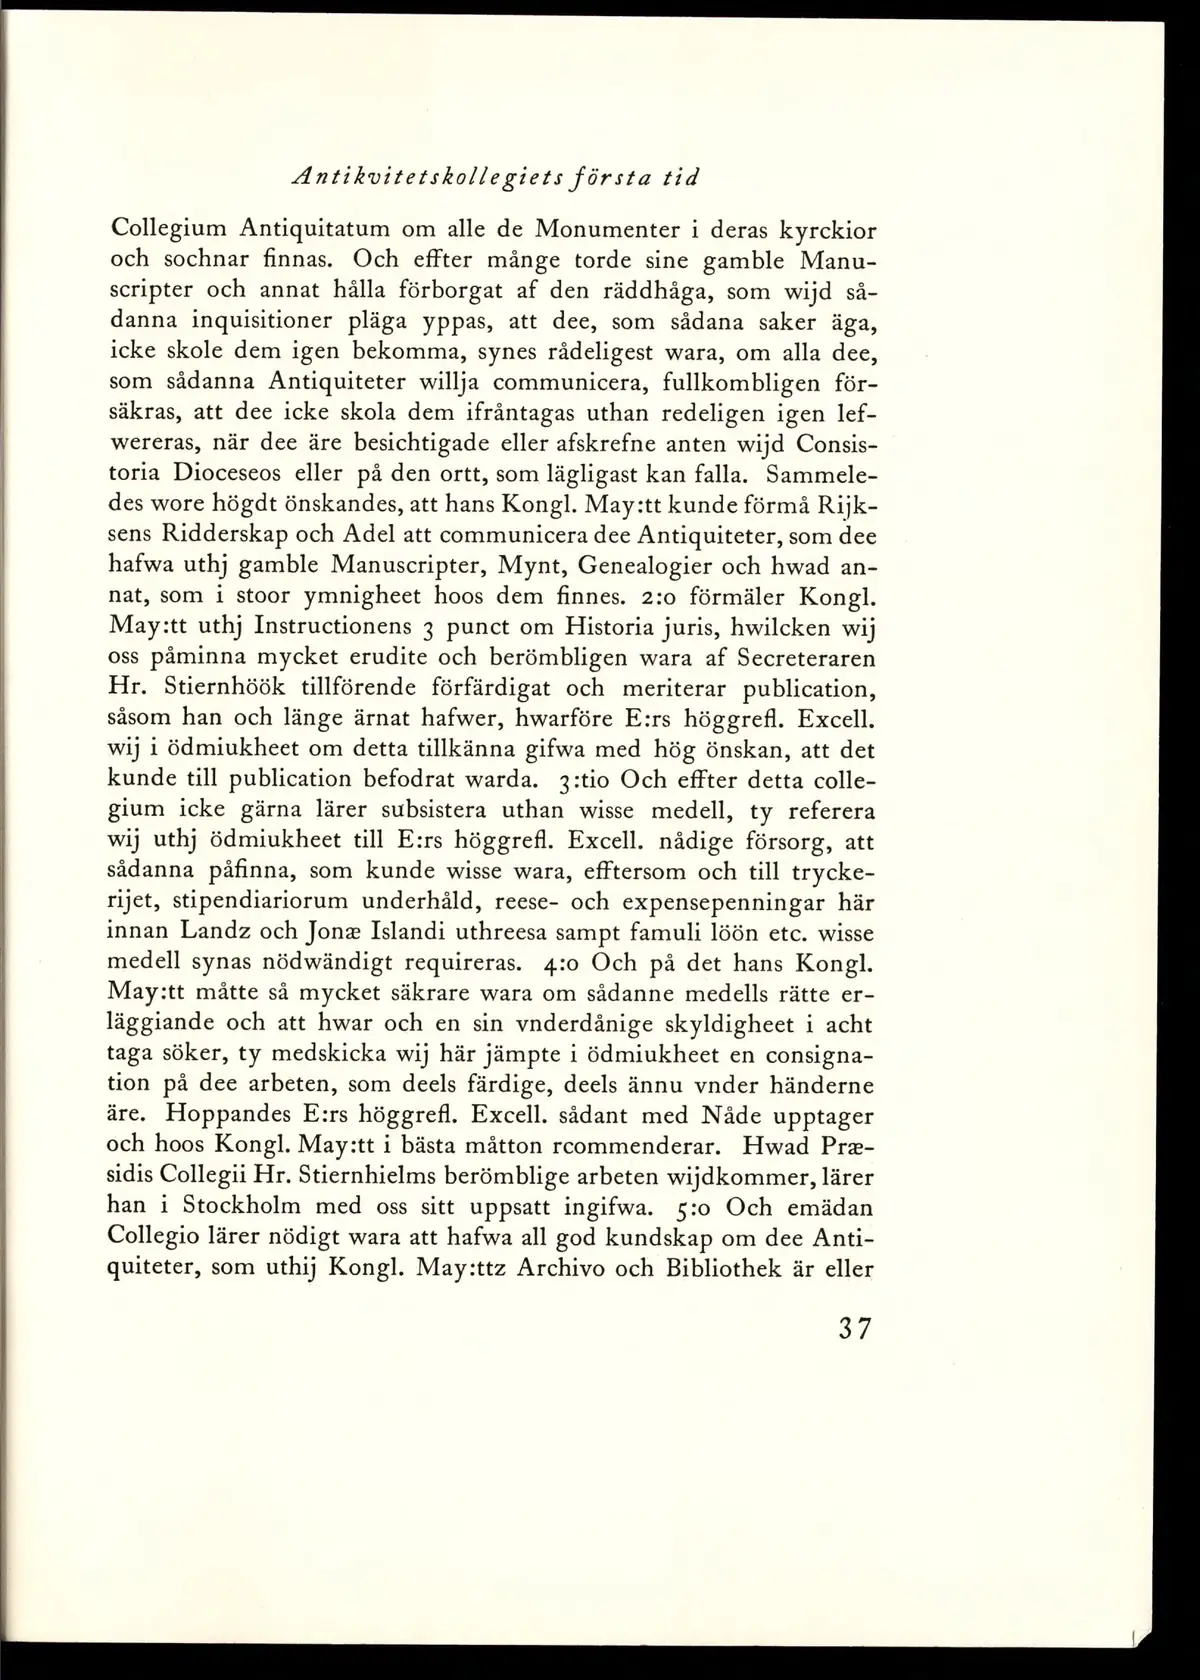 Antikvitetskollegiets första tid
Collegium Antiquitatum om alle de Monumenter i deras kyrckior
och sochnar finnas. Och effter månge torde sine gamble Manu-
scripter och annat hålla förborgat af den räddhåga, som wijd så-
danna inquisitioner pläga yppas, att dee, som sådana saker äga,
icke skole dem igen bekomma, synes rådeligest wara, om alla dee,
som sådanna Antiquiteter willja communicera, fullkombligen för-
säkras, att dee icke skola dem ifråntagas uthan redeligen igen lef-
wereras, när dee äre besichtigade eller afskrefne anten wijd Consis-
toria Dioceseos eller på den ortt, som lägligast kan falla. Sammele-
des wore högdt önskandes, att hans Kongl. May:tt kunde förmå Rijk-
sens Ridderskap och Adel att communicera dee Antiquiteter, som dee
hafwa uthj gamble Manuscripter, Mynt, Genealogier och hwad an-
nat, som i stoor ymnigheet hoos dem finnes. 2:o förmäler Kongl.
May:tt uthj Instructionens 3 punct om Historia juris, hwilcken wij
oss påminna mycket erudite och berömbligen wara af Secreteraren
Hr. Stiernhöök tillförende förfärdigat och meriterar publication,
såsom han och länge ärnat hafwer, hwarföre E:rs höggrefl. Excell.
wij i ödmiukheet om detta tillkänna gifwa med hög önskan, att det
kunde till publication befodrat warda. 3:tio Och effter detta colle-
gium icke gärna lärer subsistera uthan wisse medell, ty referera
wij uthj ödmiukheet till E:rs höggrefl. Excell. nådige försorg, att
sådanna påfinna, som kunde wisse wara, efftersom och till trycke-
rijet, stipendiariorum underhåld, reese- och expensepenningar här
innan Landz och Jonæ Islandi uthreesa sampt famuli löön etc. wisse
medell synas nödwändigt requireras. 4:o Och på det hans Kongl.
May:tt måtte så mycket säkrare wara om sådanne medells rätte er-
läggiande och att hwar och en sin vnderdånige skyldigheet i acht
taga söker, ty medskicka wij här jämpte i ödmiukheet en consigna-
tion på dee arbeten, som deels färdige, deels ännu vnder händerne
äre. Hoppandes E:rs höggrefl. Excell. sådant med Nåde upptager
och hoos Kongl. May:tt i bästa måtton rcommenderar. Hwad Præ-
sidis Collegii Hr. Stiernhielms berömblige arbeten wijdkommer, lärer
han i Stockholm med oss sitt uppsatt ingifwa. 5:o Och emädan
Collegio lärer nödigt wara att hafwa all god kundskap om dee Anti-
quiteter, som uthij Kongl. May:ttz Archivo och Bibliothek är eller
37